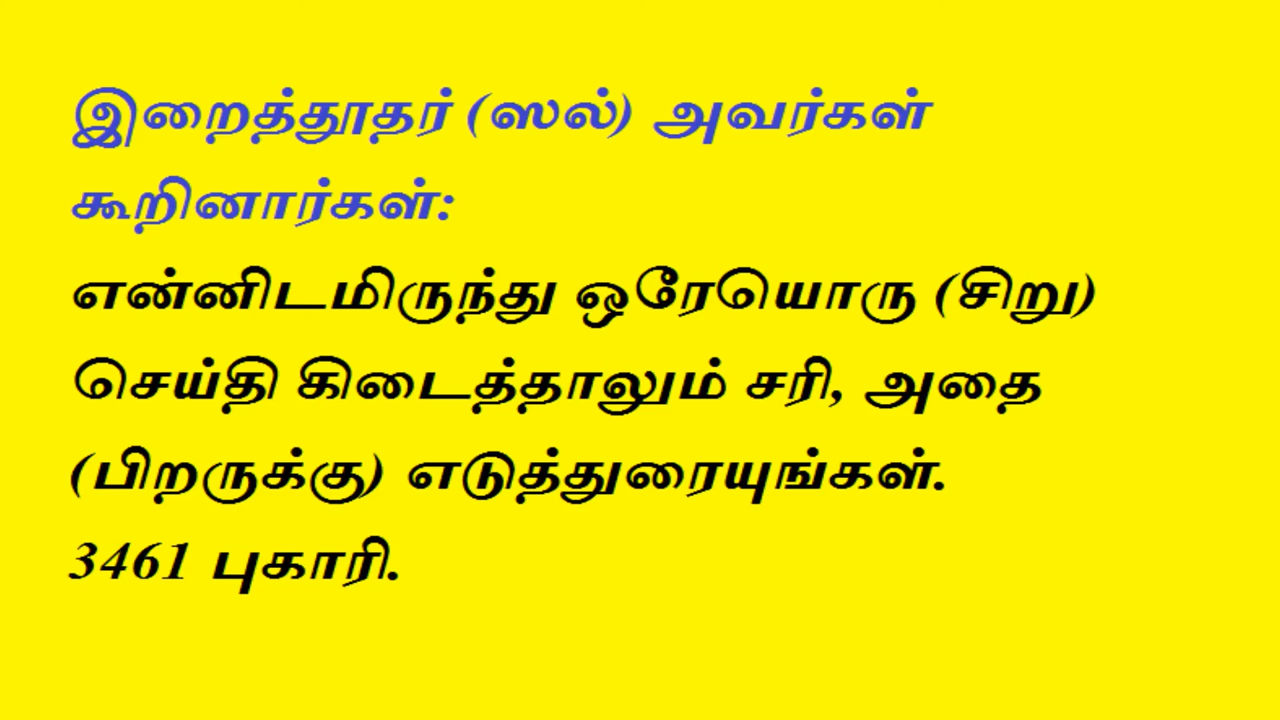 இறைத்தூதர் (ஸல்) அவர்கள்
கூறினார்கள்:
என்னிடமிருந்து ஒரேயொரு (சிறு)
செய்தி கிடைத்தாலும் சரி, அதை
(பிறருக்கு) எடுத்துரையுங்கள்.
3461 புகாரி.